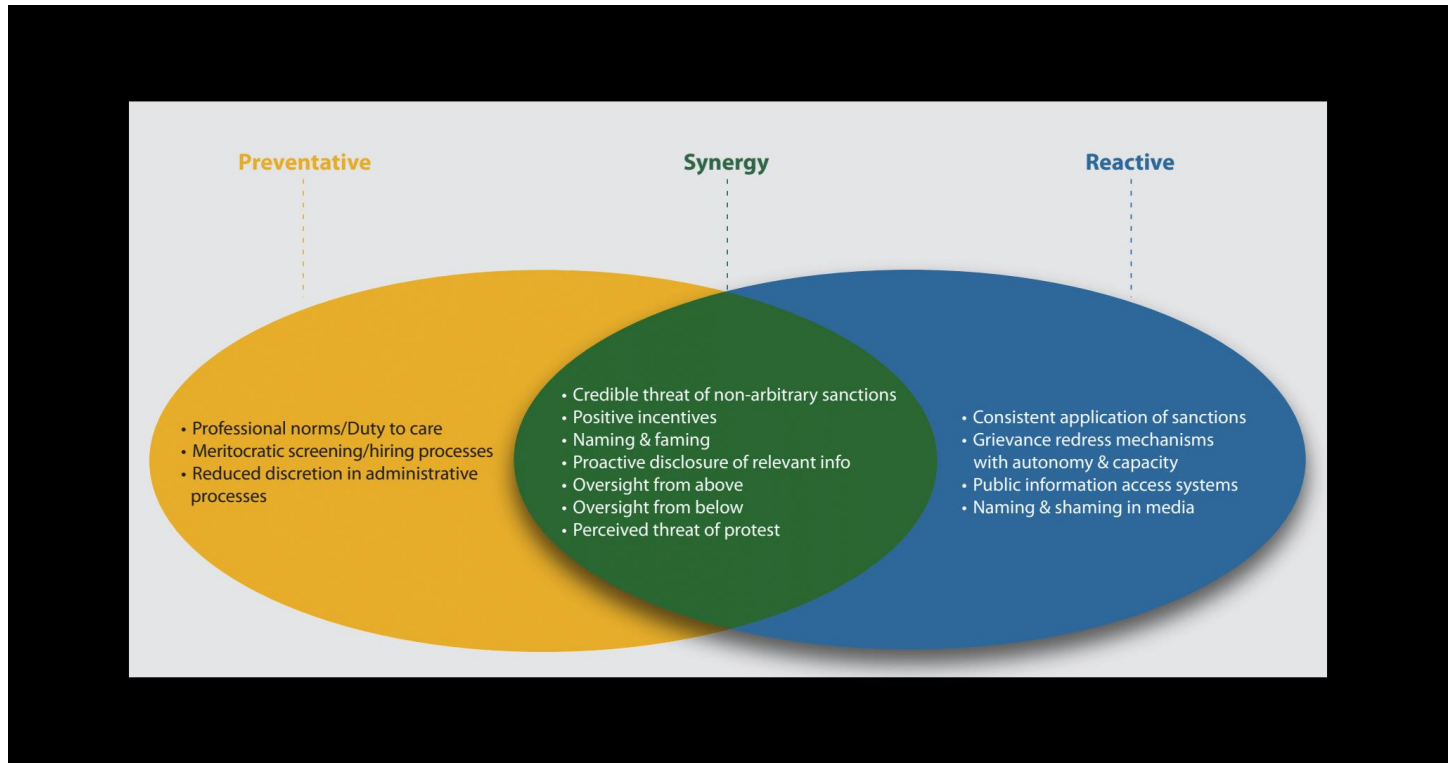 Preventative
Synergy
Reactive
• Professional norms/Duty to care
• Meritocratic screening/hiring processes
• Reduced discretion in administrative
processes
• Credible threat of non-arbitrary sanctions
• Positive incentives
• Naming & faming
• Proactive disclosure of relevant info
• Oversight from above
• Oversight from below
• Perceived threat of protest
• Consistent application of sanctions
• Grievance redress mechanisms
with autonomy & capacity
• Public information access systems
• Naming & shaming in media